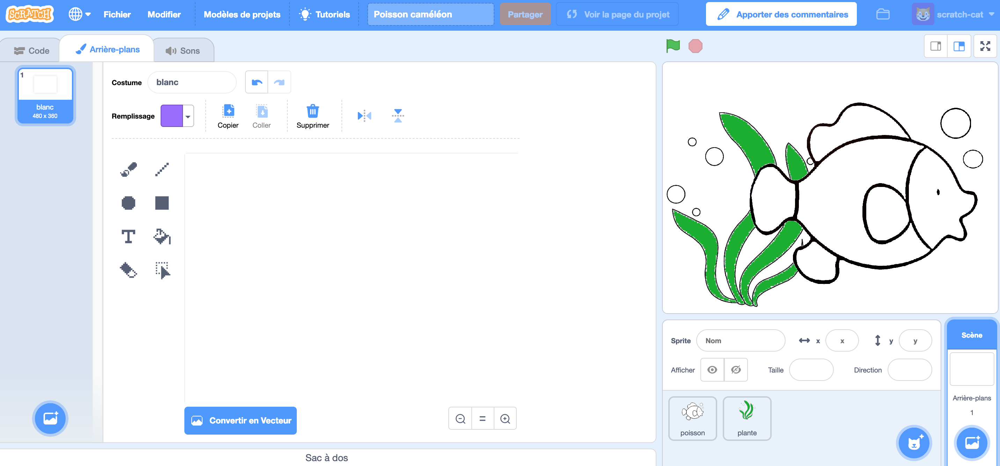 SCRATCH Fichier Modifier Modèles de projets Tutoriels Poisson caméléon Partager Voir la page du projet Apporter des commentaires scratch-cat
Code Arrière-plans Sons
1
blanc
480 x 360
Costume blanc
Remplissage Copier Coller Supprimer
T
Convertir en Vecteur =
Sac à dos
Sprite Nom x x y y
Afficher Taille Direction
poisson plante
Scène
Arrière-plans
1